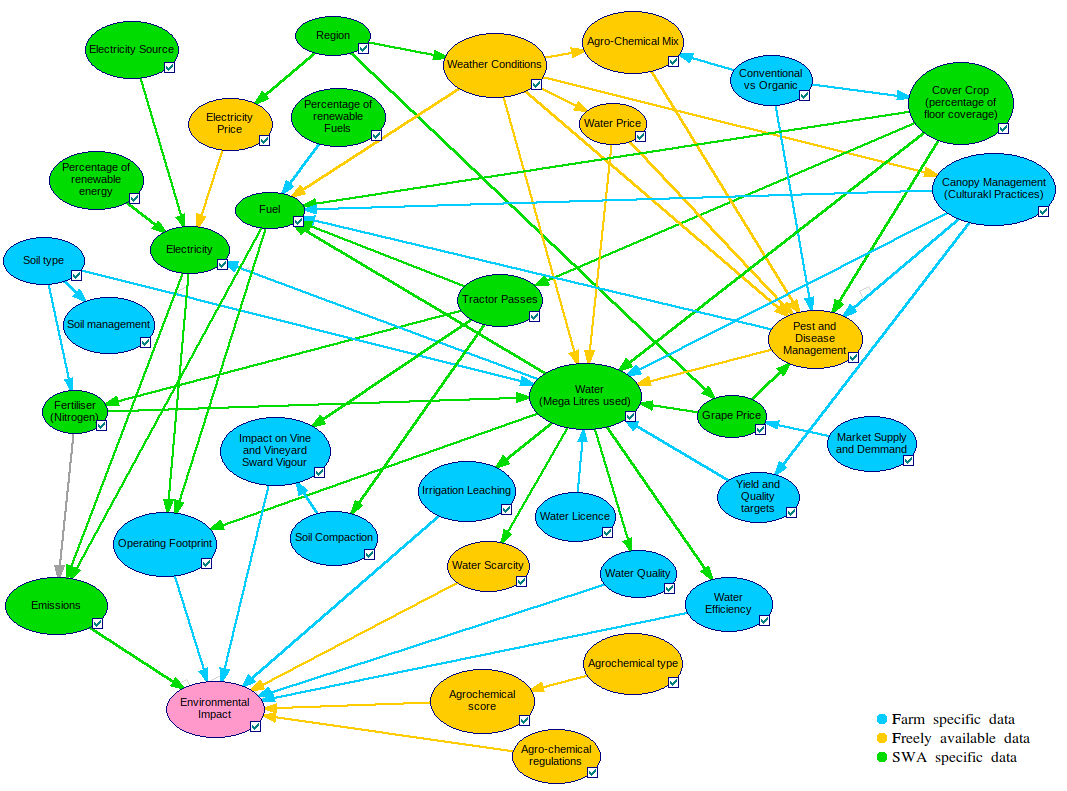 Electricity Source
Region
Weather Conditions
Agro-Chemical Mix
Conventional
vs Organic
Cover Crop
(percentage of
floor coverage)
Electricity
Price
Percentage of
renewable
Fuels
Water Price
Percentage of
renewable
energy
Canopy Management
(Culturakl Practices)
Fuel
Electricity
Soil type
Soil management
Tractor Passes
Pest and
Disease
Management
Fertiliser
(Nitrogen)
Water
(Mega Litres used)
Grape Price
Market Supply
and Demmand
Impact on Vine
and Vineyard
Sward Vigour
Irrigation Leaching
Yield and
Quality
targets
Operating Footprint
Soil Compaction
Water Licence
Water Scarcity
Water Quality
Water
Efficiency
Emissions
Environmental
Impact
Agrochemical type
Agrochemical
score
Agro-chemical
regulations
Farm specific data
Freely available data
SWA specific data